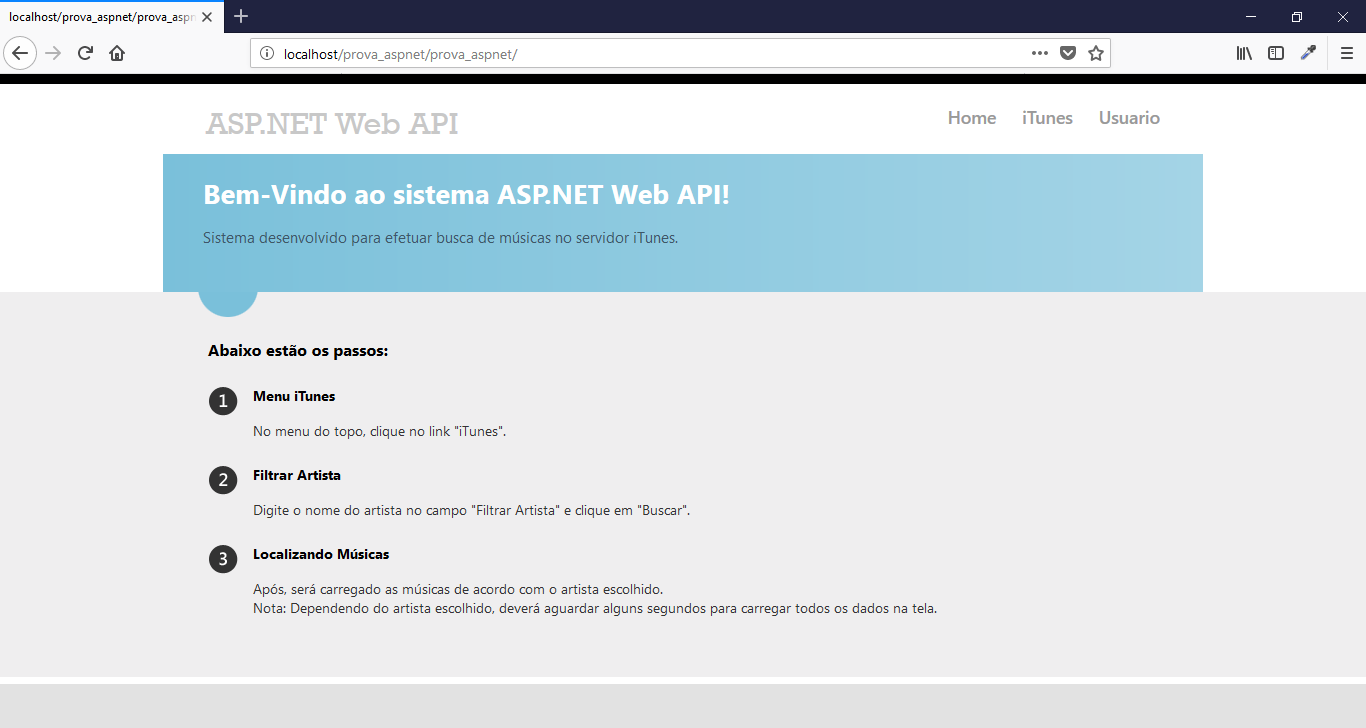 localhost/prova_aspnet/prova_aspn
localhost/prova_aspnet/prova_aspnet/
ASP.NET Web API
Home iTunes Usuario
Bem-Vindo ao sistema ASP.NET Web API!
Sistema desenvolvido para efetuar busca de músicas no servidor iTunes.
Abaixo estão os passos:
1 Menu iTunes
No menu do topo, clique no link "iTunes".
2 Filtrar Artista
Digite o nome do artista no campo "Filtrar Artista" e clique em "Buscar".
3 Localizando Músicas
Após, será carregado as músicas de acordo com o artista escolhido.
Nota: Dependendo do artista escolhido, deverá aguardar alguns segundos para carregar todos os dados na tela.